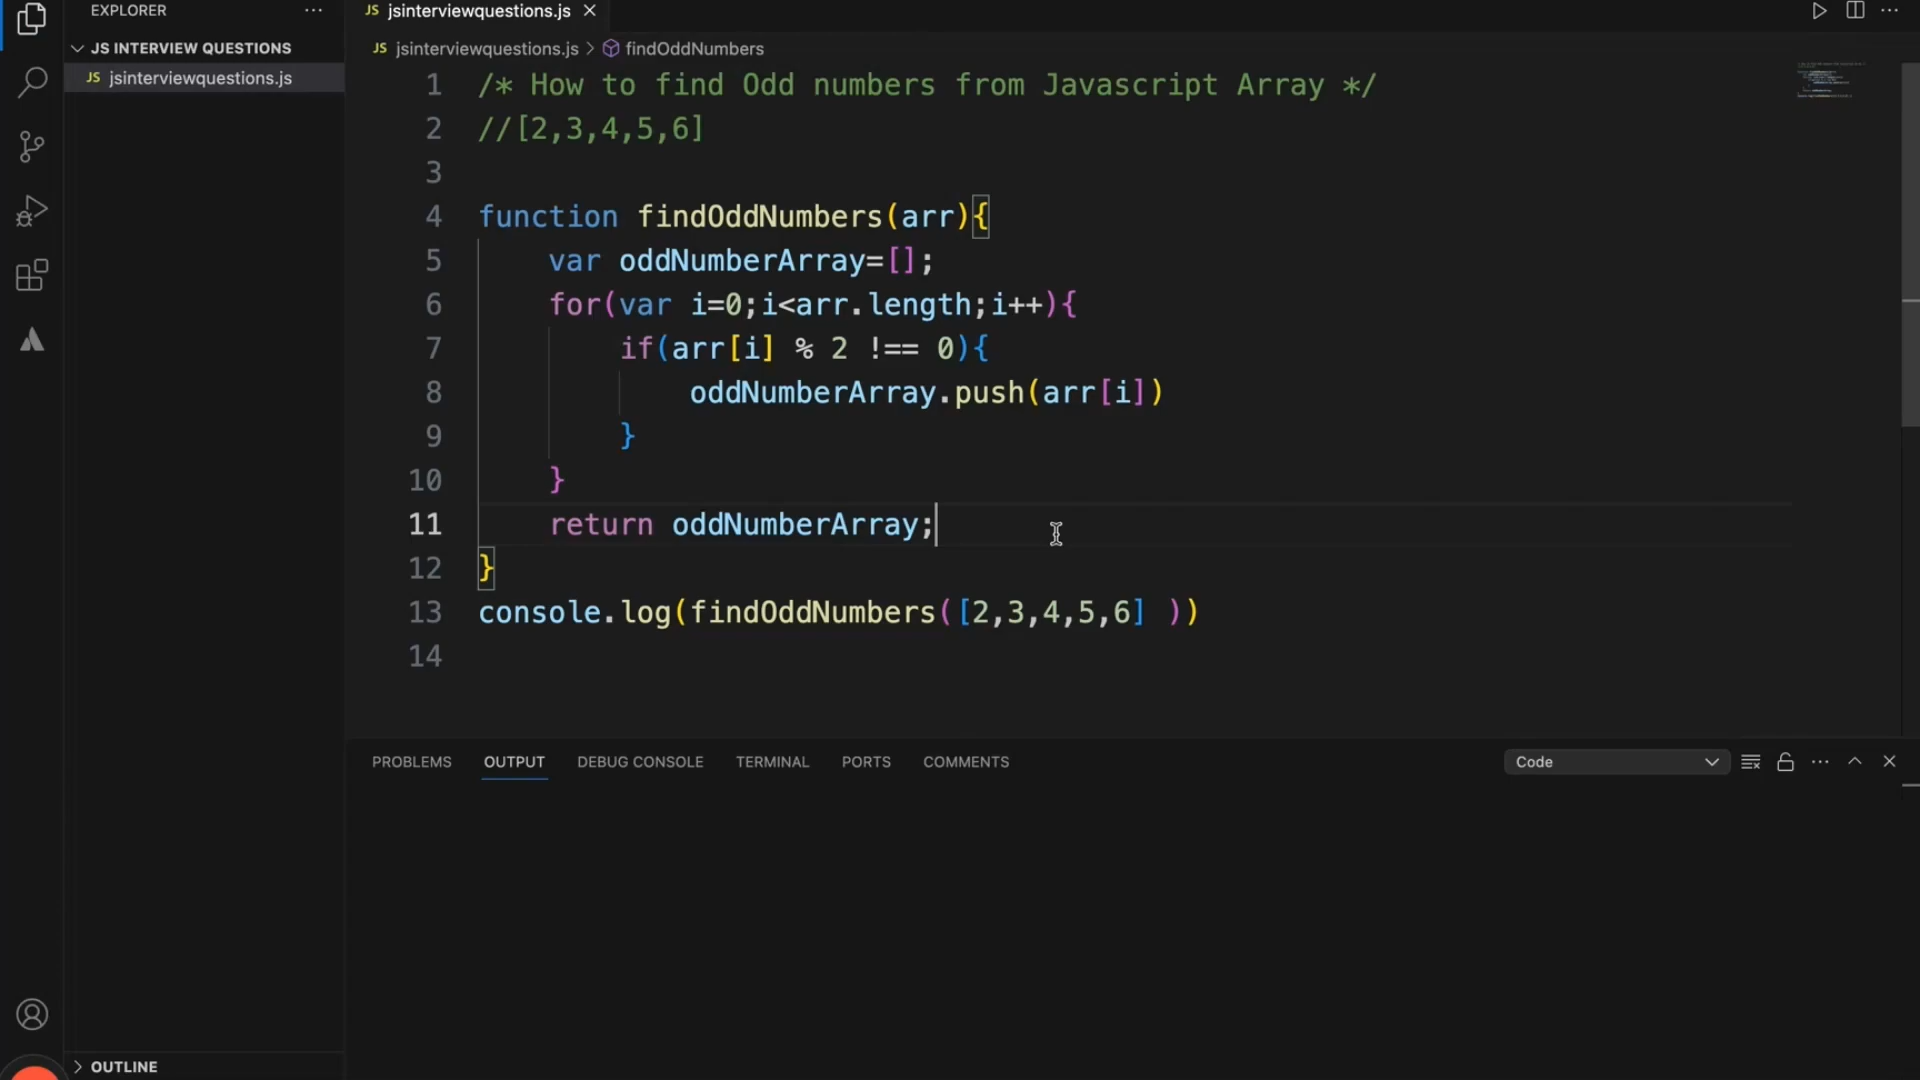 EXPLORER ...
JS INTERVIEW QUESTIONS
JS jsinterviewquestions.js
JS jsinterviewquestions.js
JS jsinterviewquestions.js > findOddNumbers
1 /* How to find Odd numbers from Javascript Array */
2 //[2,3,4,5,6]
3
4 function findOddNumbers(arr){
5 var oddNumberArray=[];
6 for(var i=0;i<arr.length;i++){
7 if(arr[i] % 2 !== 0){
8 oddNumberArray.push(arr[i])
9 }
10 }
11 return oddNumberArray;
12 }
13 console.log(findOddNumbers([2,3,4,5,6] ))
14
PROBLEMS OUTPUT DEBUG CONSOLE TERMINAL PORTS COMMENTS Code
OUTLINE